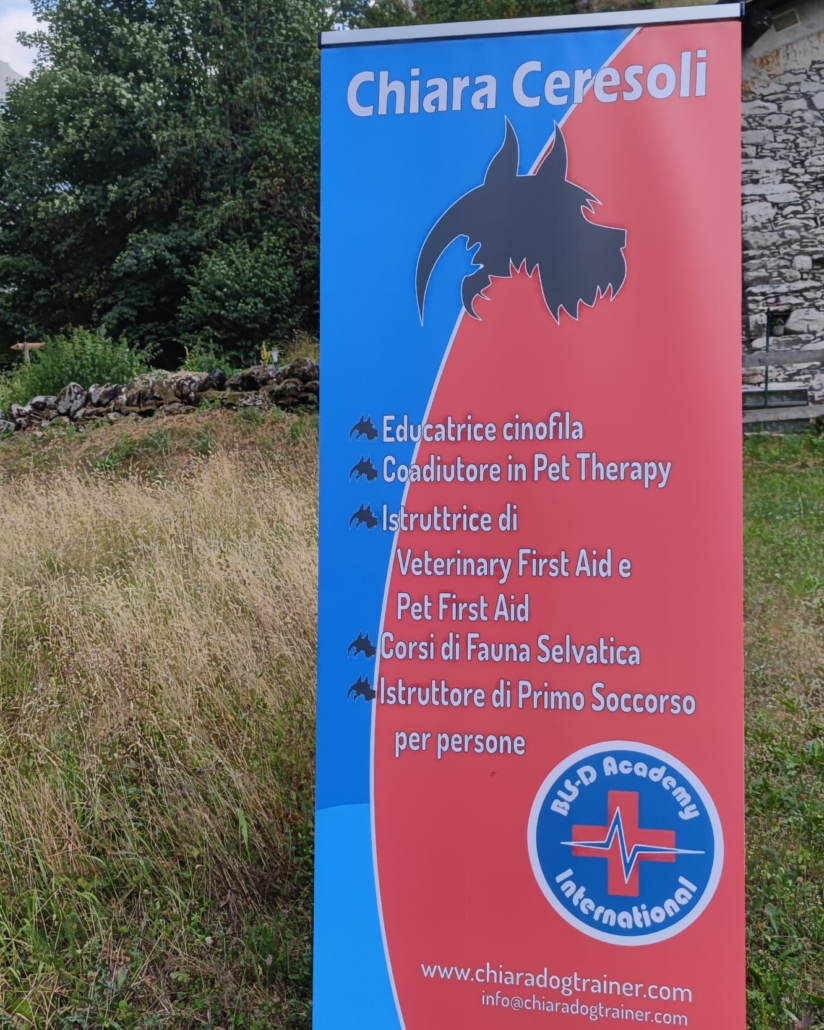 Chiara Ceresoli
Educatrice cinofila
Coadiutore in Pet Therapy
Istruttrice di
Veterinary First Aid e
Pet First Aid
Corsi di Fauna Selvatica
Istruttore di Primo Soccorso
per persone
BLS-D Academy
International
www.chiaradogtrainer.com
info@chiaradogtrainer.com